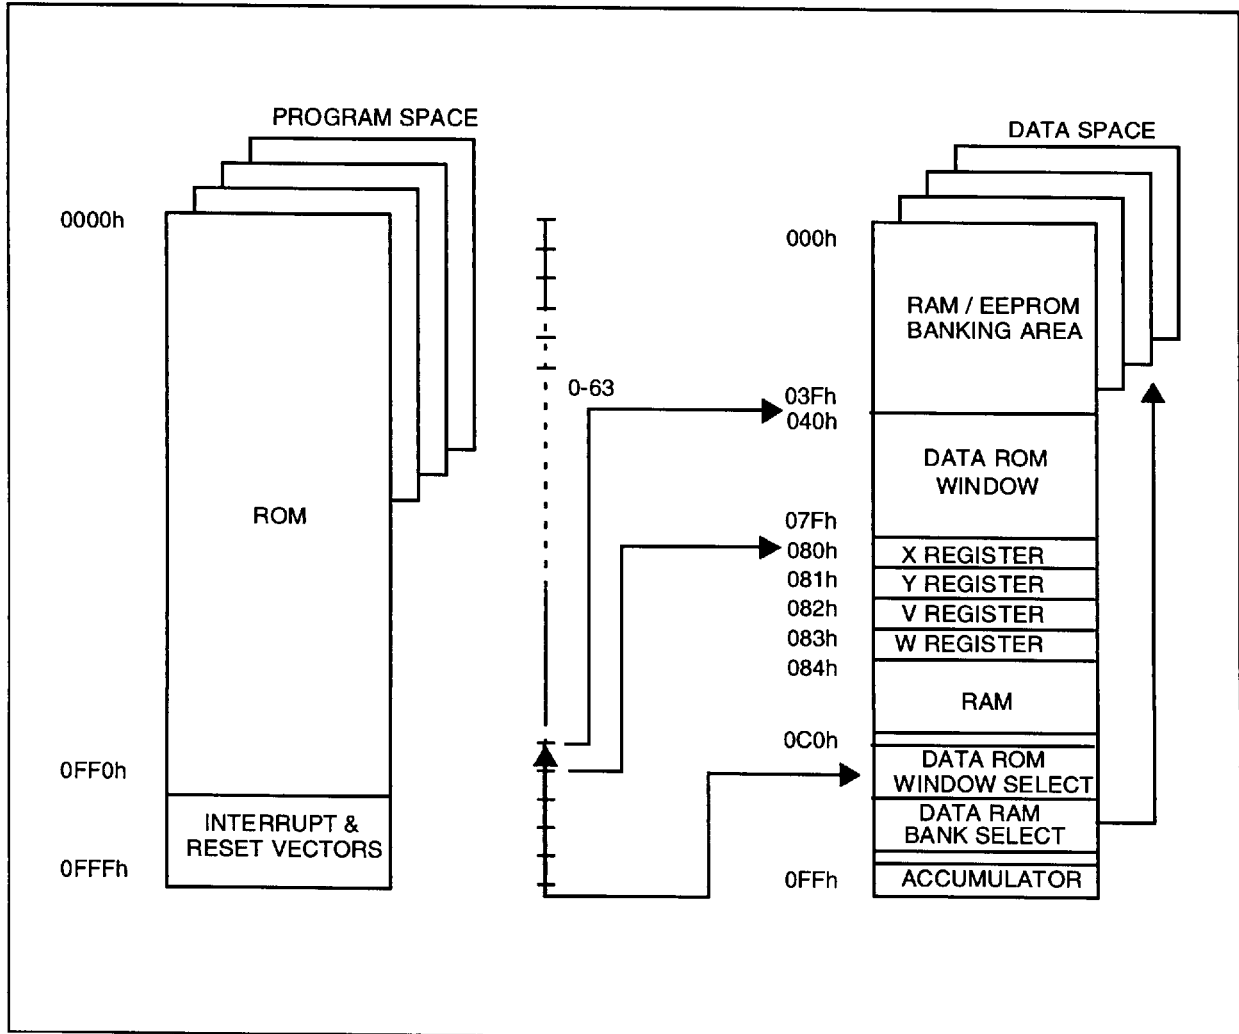 PROGRAM SPACE
0000h
ROM
0FF0h
INTERRUPT &
RESET VECTORS
0FFFh
0-63
DATA SPACE
000h
RAM / EEPROM
BANKING AREA
03Fh
040h
DATA ROM
WINDOW
07Fh
080h
X REGISTER
081h
Y REGISTER
082h
V REGISTER
083h
W REGISTER
084h
RAM
0C0h
DATA ROM
WINDOW SELECT
DATA RAM
BANK SELECT
0FFh
ACCUMULATOR